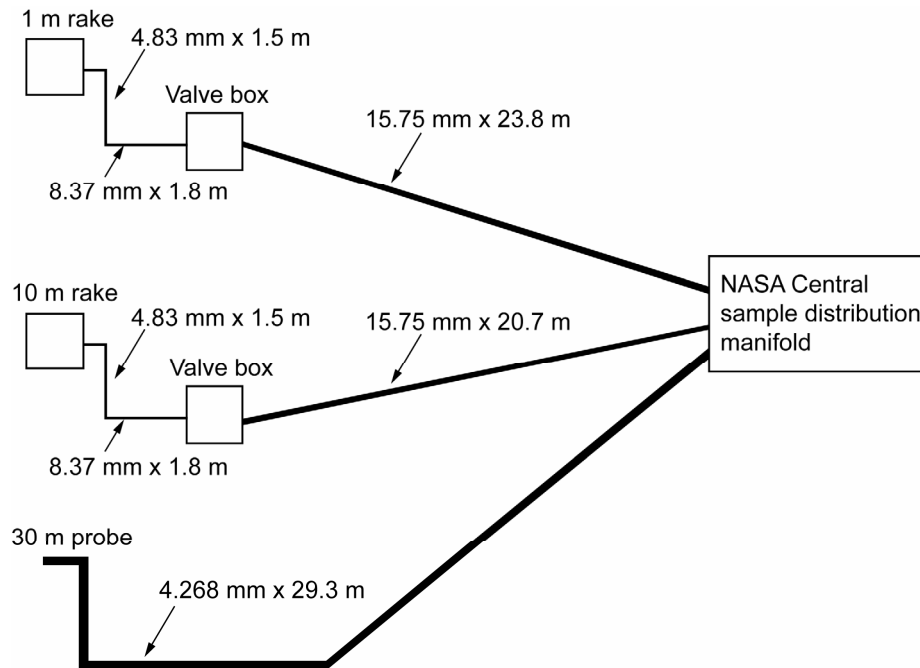 1 m rake
4.83 mm x 1.5 m
Valve box
15.75 mm x 23.8 m
8.37 mm x 1.8 m
NASA Central
sample distribution
manifold
10 m rake
4.83 mm x 1.5 m
15.75 mm x 20.7 m
Valve box
8.37 mm x 1.8 m
30 m probe
4.268 mm x 29.3 m